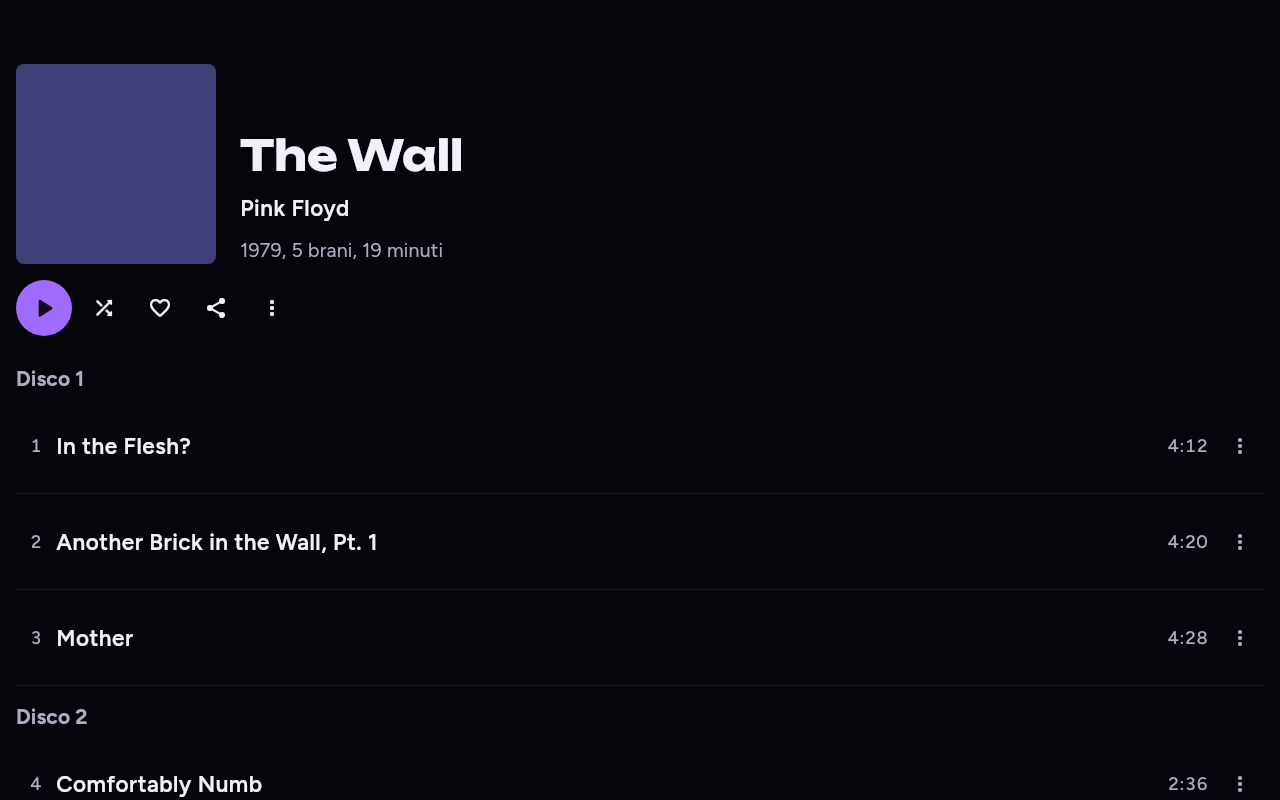 The Wall
Pink Floyd
1979, 5 brani, 19 minuti
Disco 1
1 In the Flesh? 4:12
2 Another Brick in the Wall, Pt. 1 4:20
3 Mother 4:28
Disco 2
4 Comfortably Numb 2:36